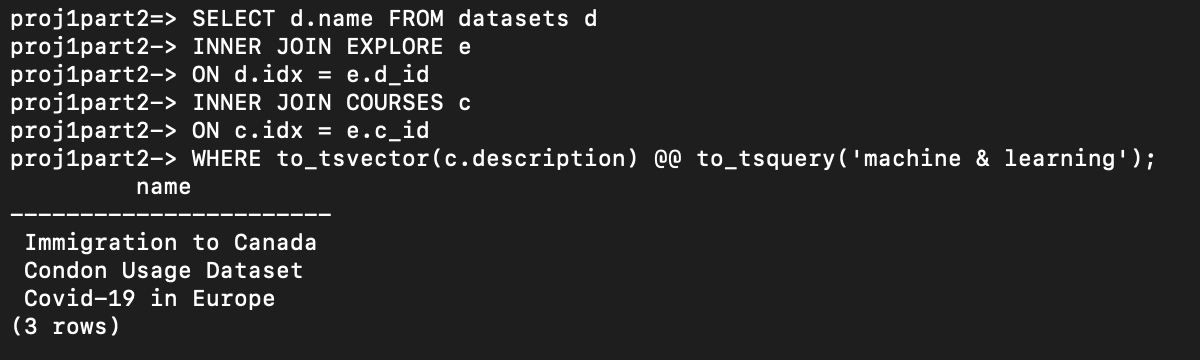 proj1part2=> SELECT d.name FROM datasets d
proj1part2-> INNER JOIN EXPLORE e
proj1part2-> ON d.idx = e.d_id
proj1part2-> INNER JOIN COURSES c
proj1part2-> ON c.idx = e.c_id
proj1part2-> WHERE to_tsvector(c.description) @@ to_tsquery('machine & learning');
name
-----------------------
Immigration to Canada
Condon Usage Dataset
Covid-19 in Europe
(3 rows)